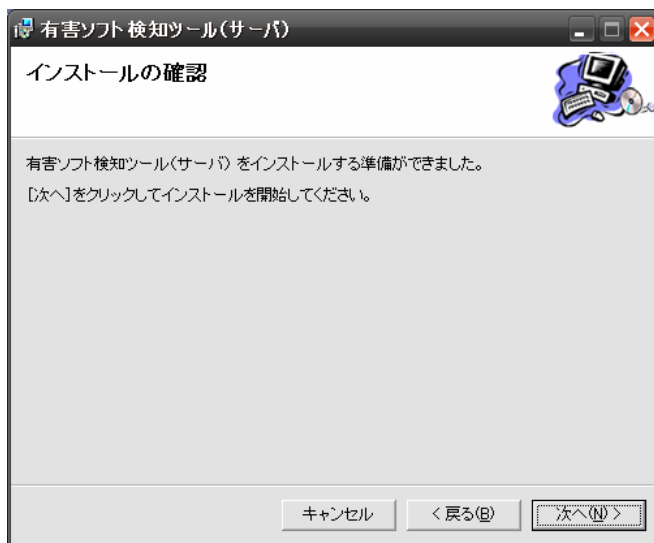 有害ソフト検知ツール(サーバ)
インストールの確認
有害ソフト検知ツール(サーバ) をインストールする準備ができました。
[次へ]をクリックしてインストールを開始してください。
キャンセル
< 戻る(B)
次へ(N) >